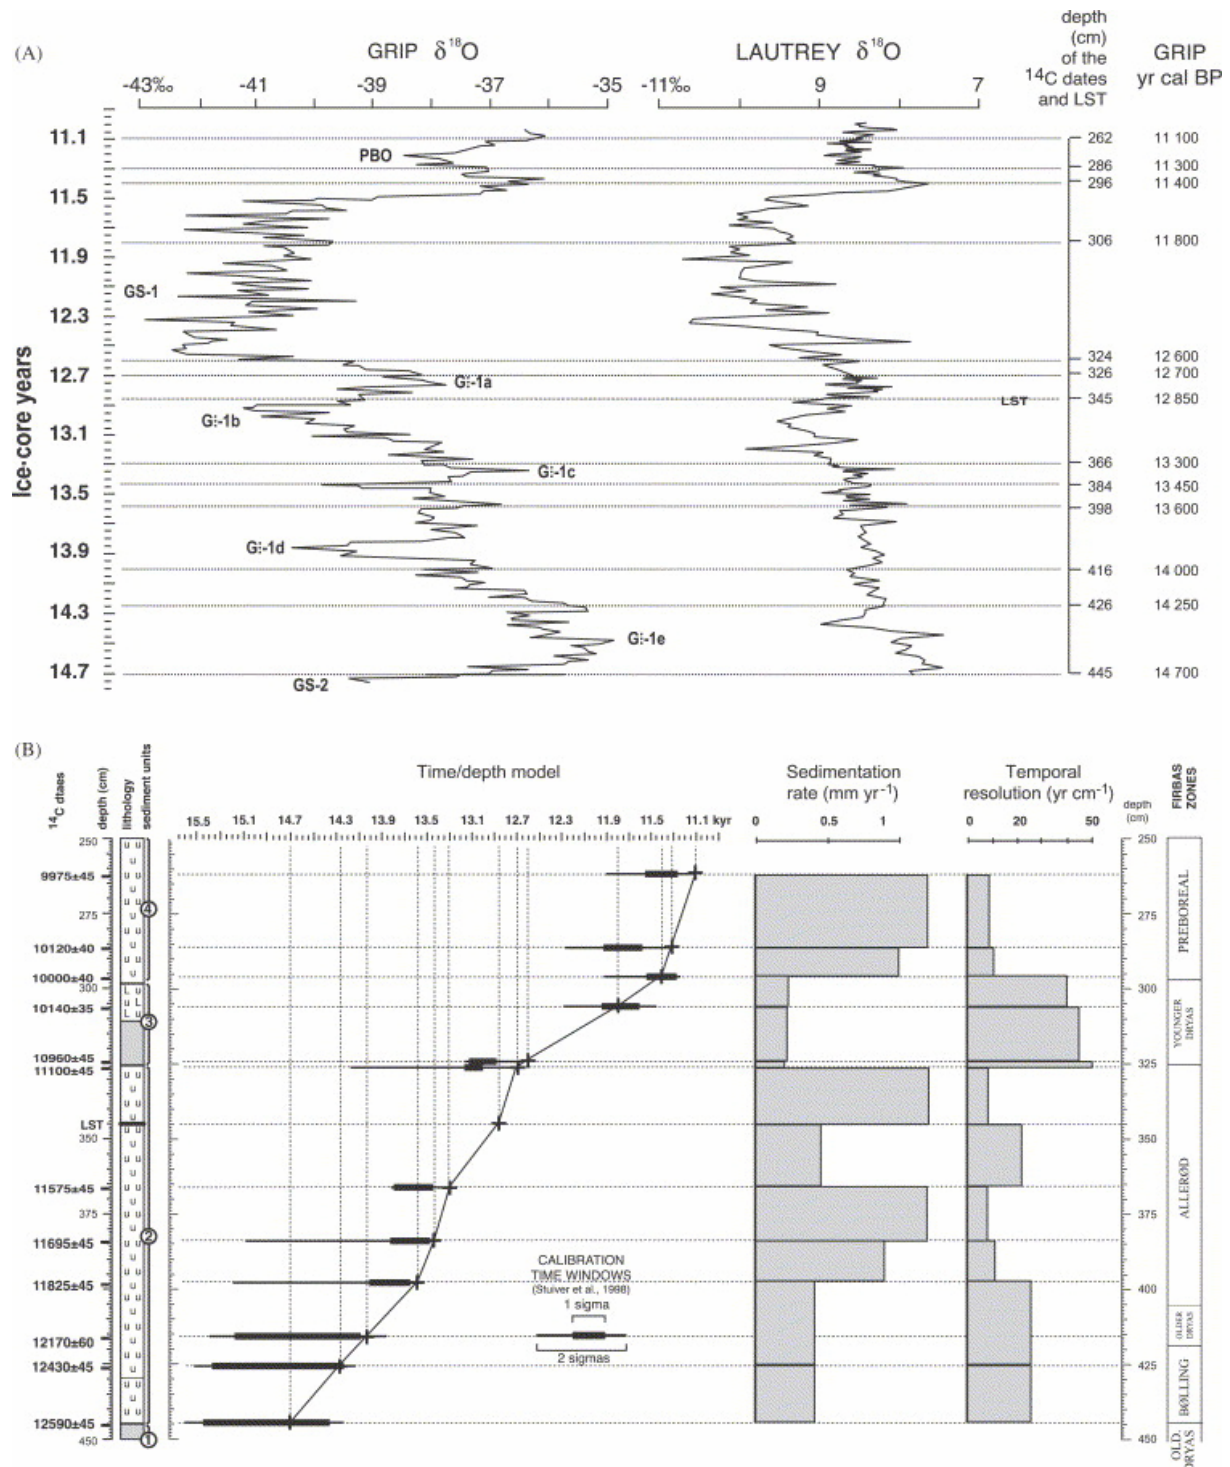 (A)
GRIP δ18O
LAUTREY δ18O
depth
(cm)
of the
14C dates
and LST
GRIP
yr cal BP
-43‰ -41 -39 -37 -35 -11‰ 9 7
Ice-core years
11.1
11.5
11.9
12.3
12.7
13.1
13.5
13.9
14.3
14.7
PBO
GS-1
GI-1a
GI-1b
GI-1c
GI-1d
GI-1e
GS-2
LST
262 11 100
286 11 300
296 11 400
306 11 800
324 12 600
326 12 700
345 12 850
366 13 300
384 13 450
398 13 600
416 14 000
426 14 250
445 14 700
(B)
14C dtaes
depth (cm)
lithology
sediment units
Time/depth model
Sedimentation
rate (mm yr-1)
Temporal
resolution (yr cm-1)
depth
(cm)
FIRBAS
ZONES
15.5 15.1 14.7 14.3 13.9 13.5 13.1 12.7 12.3 11.9 11.5 11.1 kyr
0 0.5 1
0 20 50
250
9975±45
275
10120±40
10000±40
300
10140±35
10960±45
11100±45
LST
350
11575±45
375
11695±45
11825±45
12170±60
12430±45
12590±45
450
4
3
2
1
CALIBRATION
TIME WINDOWS
(Stuiver et al., 1998)
1 sigma
2 sigmas
250
275
300
325
350
375
400
425
450
PREBOREAL
YOUNGER
DRYAS
ALLERØD
OLDER
DRYAS
BØLLING
OLD.
DRYAS